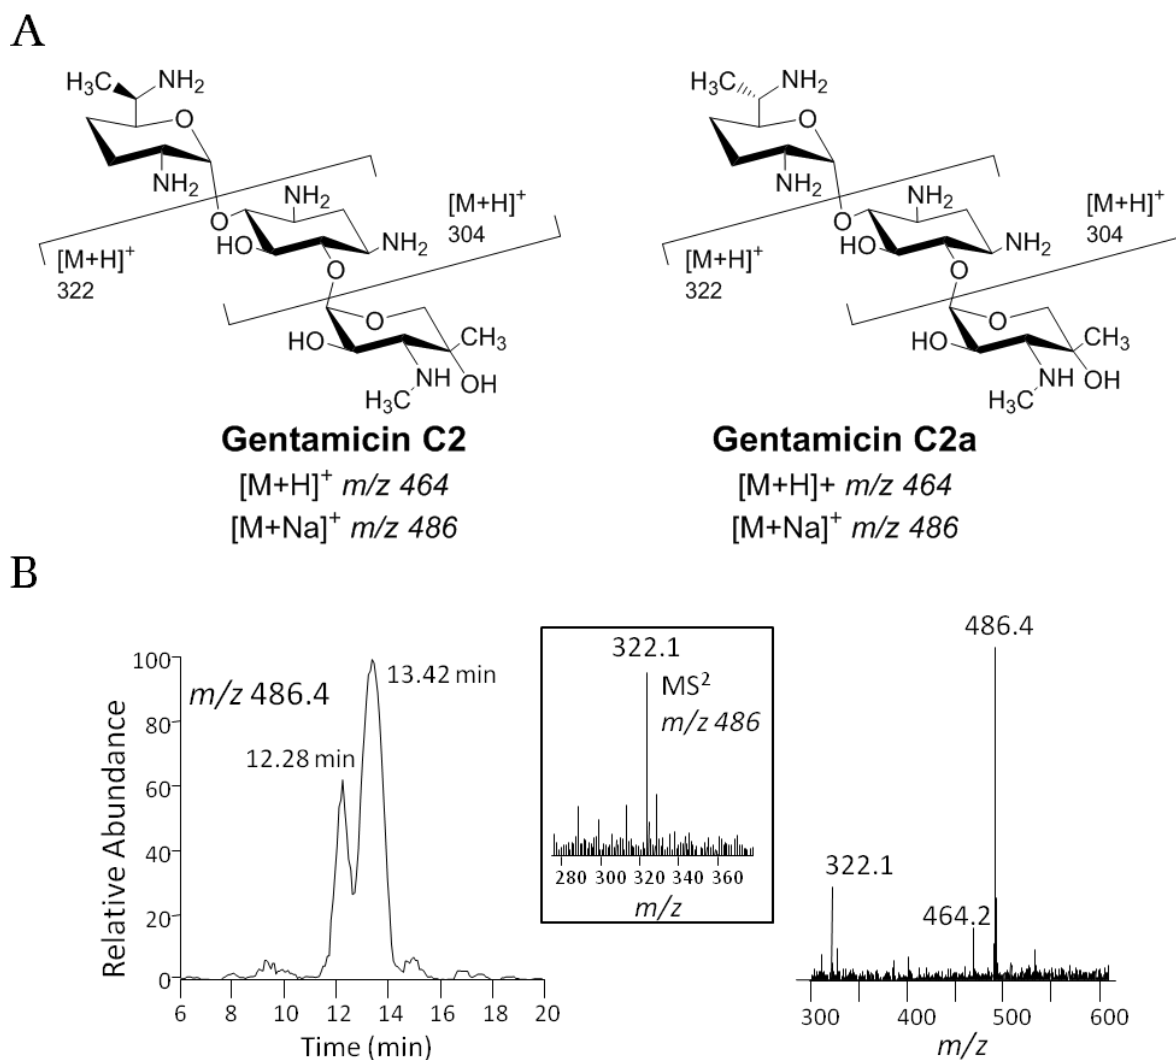 A
H₃C NH₂
O
NH₂
O
NH₂
HO
NH₂
O
[M+H]⁺
304
[M+H]⁺
322
O
HO
CH₃
NH
OH
H₃C
Gentamicin C2
[M+H]⁺ m/z 464
[M+Na]⁺ m/z 486
H₃C NH₂
O
NH₂
O
NH₂
HO
NH₂
O
[M+H]⁺
304
[M+H]⁺
322
O
HO
CH₃
NH
OH
H₃C
Gentamicin C2a
[M+H]+ m/z 464
[M+Na]⁺ m/z 486
B
Relative Abundance
100
80
60
40
20
0
m/z 486.4
12.28 min
13.42 min
6 8 10 12 14 16 18 20
Time (min)
322.1
MS²
m/z 486
280 300 320 340 360
m/z
486.4
322.1
464.2
300 400 500 600
m/z